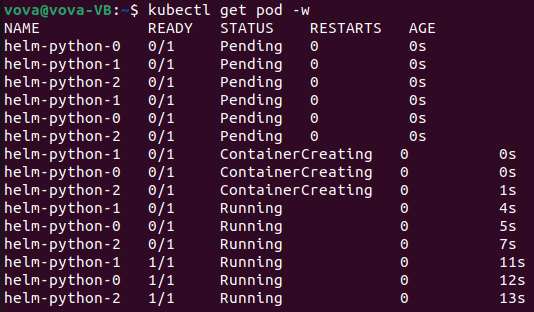 vova@vova-VB:~$ kubectl get pod -w
NAME            READY   STATUS    RESTARTS   AGE
helm-python-0   0/1     Pending   0          0s
helm-python-1   0/1     Pending   0          0s
helm-python-2   0/1     Pending   0          0s
helm-python-1   0/1     Pending   0          0s
helm-python-0   0/1     Pending   0          0s
helm-python-2   0/1     Pending   0          0s
helm-python-1   0/1     ContainerCreating   0          0s
helm-python-0   0/1     ContainerCreating   0          0s
helm-python-2   0/1     ContainerCreating   0          1s
helm-python-1   0/1     Running             0          4s
helm-python-0   0/1     Running             0          5s
helm-python-2   0/1     Running             0          7s
helm-python-1   1/1     Running             0          11s
helm-python-0   1/1     Running             0          12s
helm-python-2   1/1     Running             0          13s